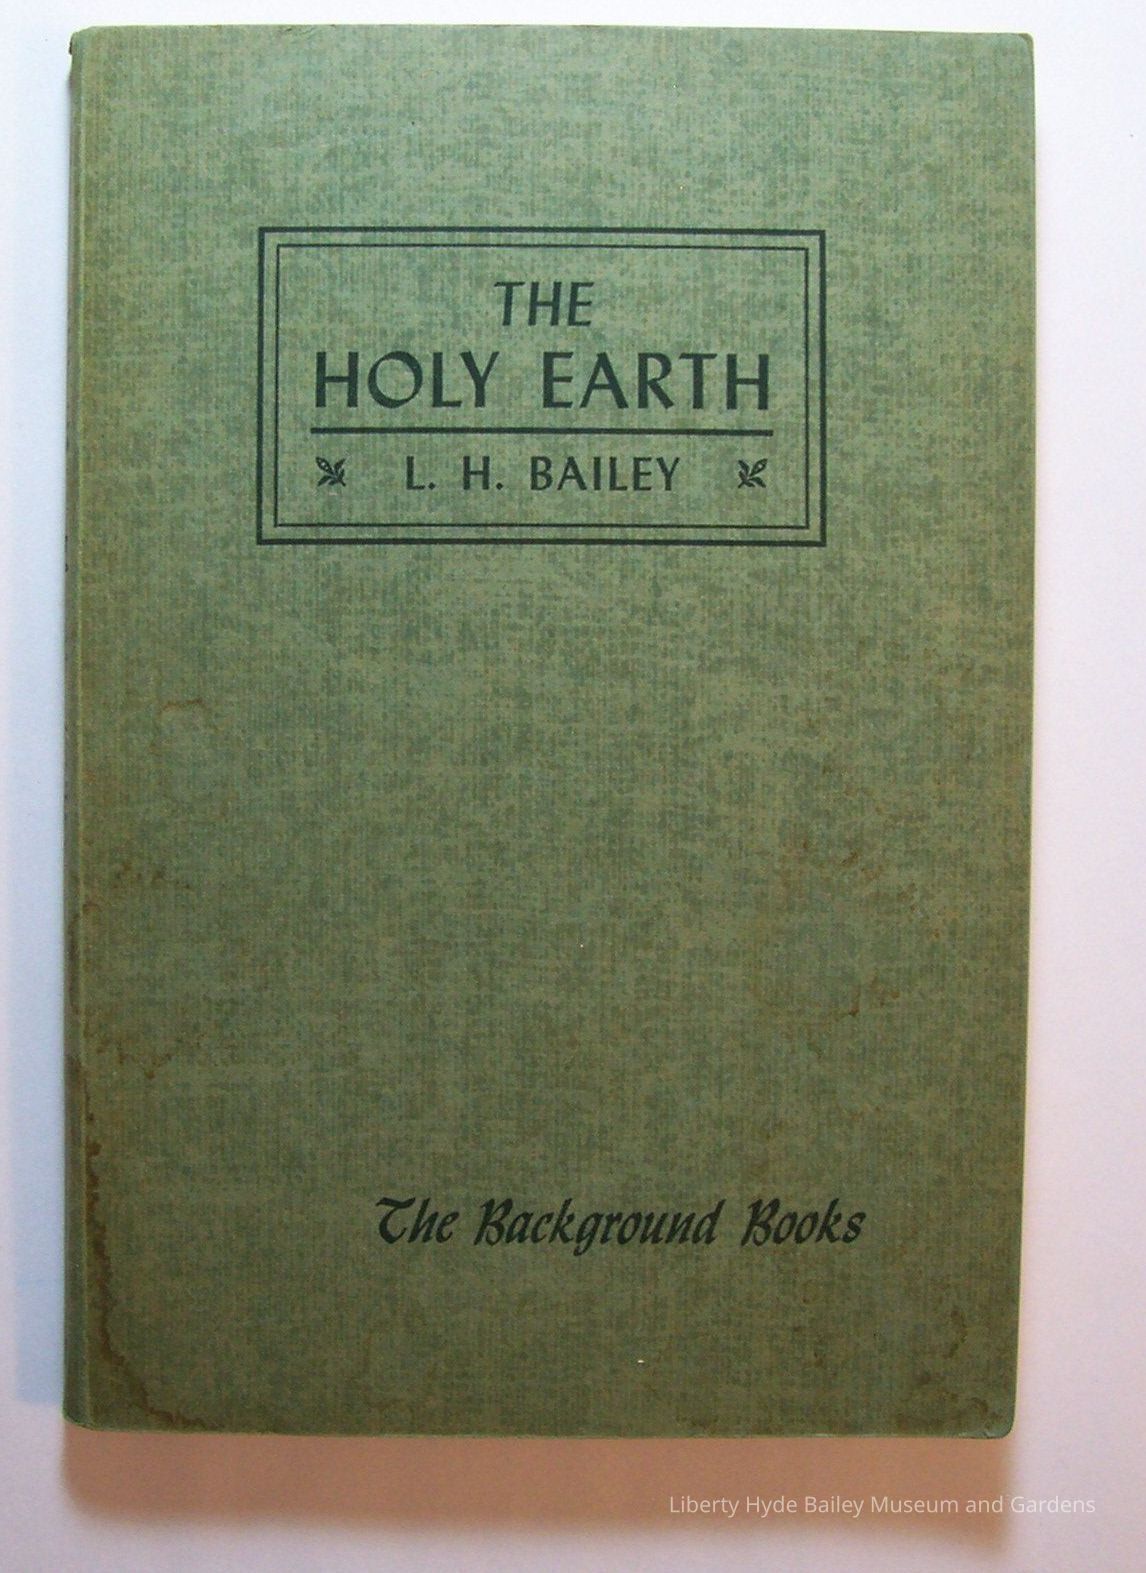 THE
HOLY EARTH
L. H. BAILEY
The Background Books
Liberty Hyde Bailey Museum and Gardens